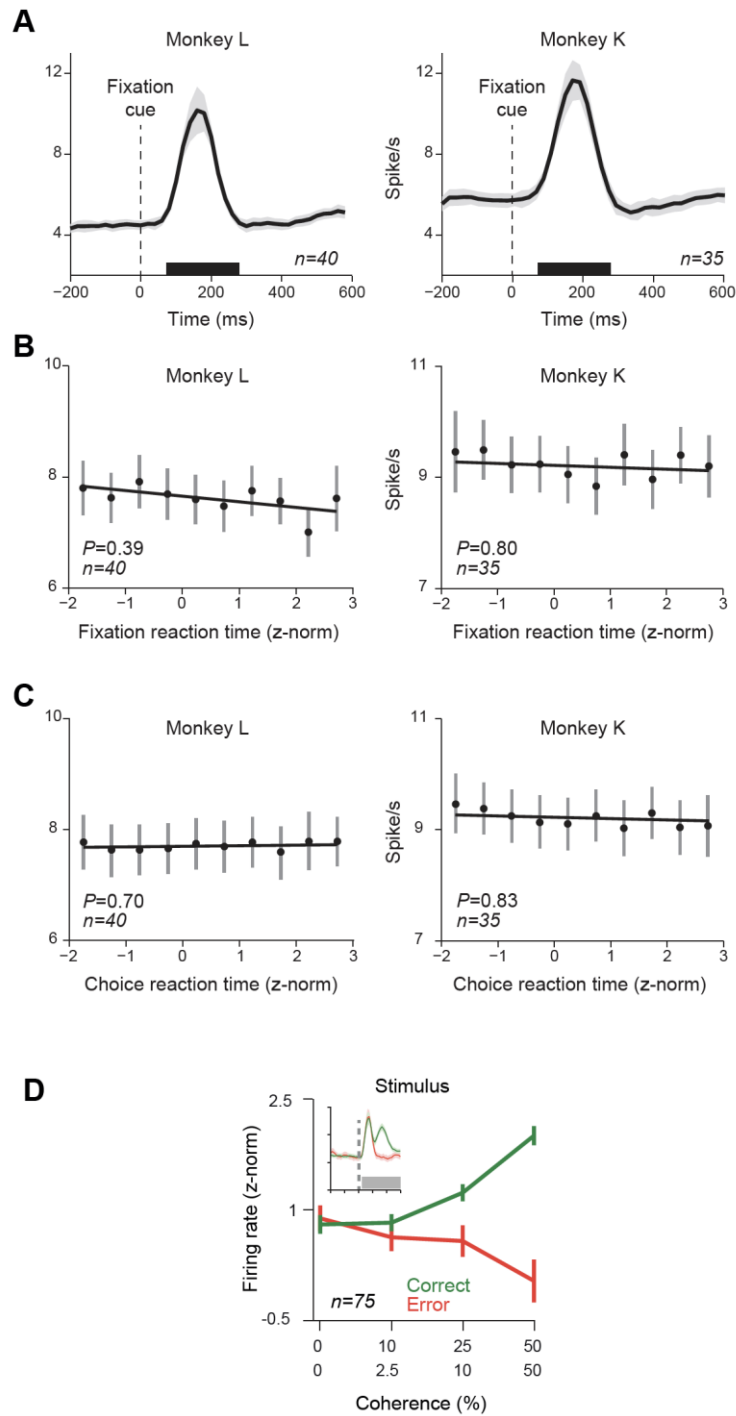 A
Monkey L
Monkey K
12
8
4
Fixation
cue
n=40
−200 0 200 400 600
Time (ms)
Spike/s
12
8
4
Fixation
cue
n=35
−200 0 200 400 600
Time (ms)
B
Monkey L
10
8
6
P=0.39
n=40
−2 −1 0 1 2 3
Fixation reaction time (z-norm)
Monkey K
Spike/s
11
9
7
P=0.80
n=35
−2 −1 0 1 2 3
Fixation reaction time (z-norm)
C
Monkey L
10
8
6
P=0.70
n=40
−2 −1 0 1 2 3
Choice reaction time (z-norm)
Monkey K
Spike/s
11
9
7
P=0.83
n=35
−2 −1 0 1 2 3
Choice reaction time (z-norm)
D
Stimulus
Firing rate (z-norm)
2.5
1
-0.5
n=75
Correct
Error
0 10 25 50
0 2.5 10 50
Coherence (%)